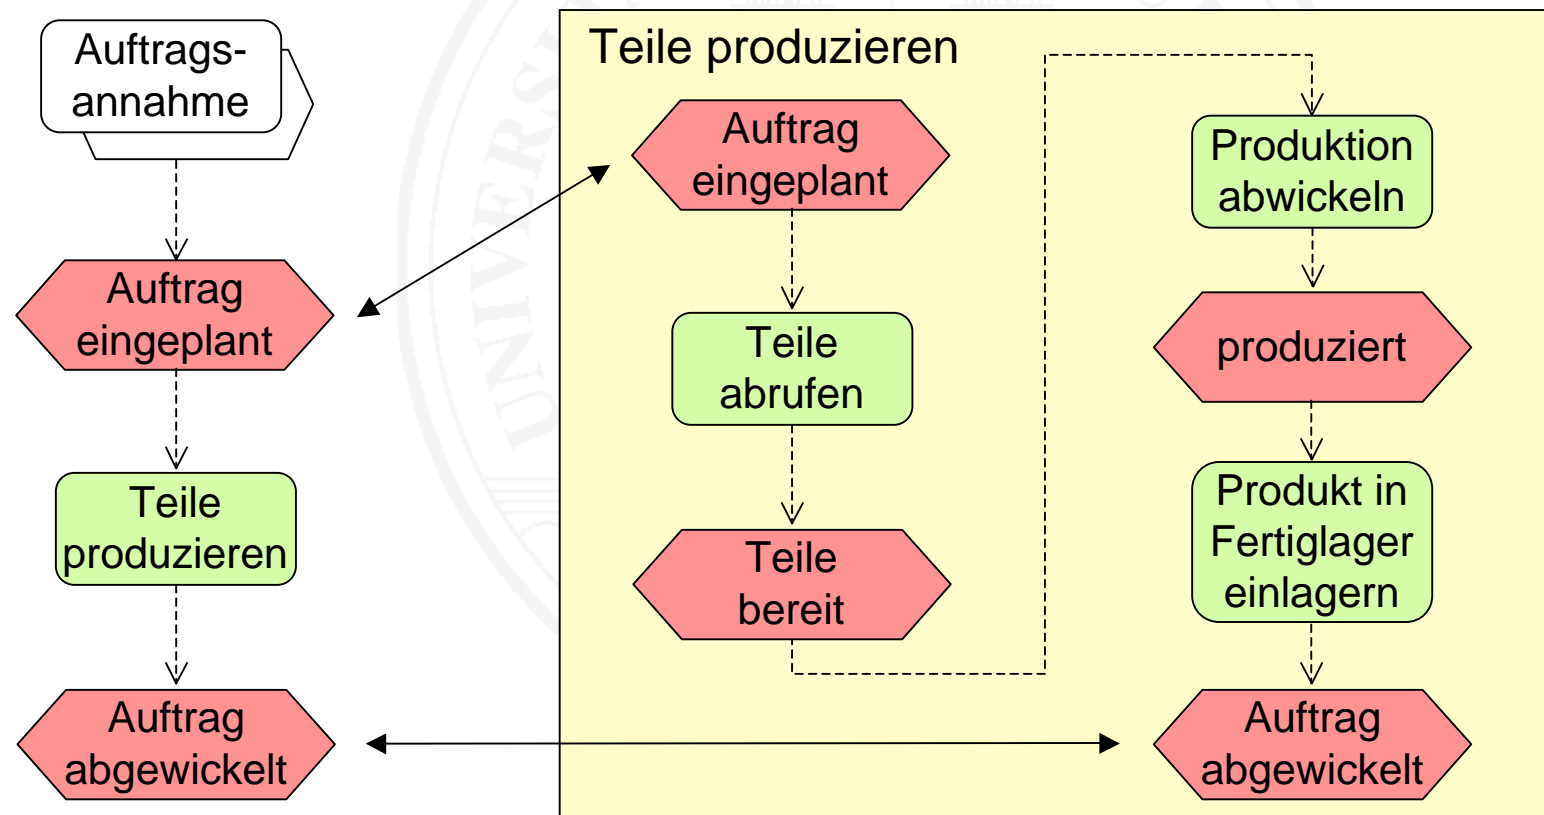 Auftrags-
annahme
Auftrag
eingeplant
Teile
produzieren
Auftrag
abgewickelt
Teile produzieren
Auftrag
eingeplant
Teile
abrufen
Teile
bereit
Produktion
abwickeln
produziert
Produkt in
Fertiglager
einlagern
Auftrag
abgewickelt
UNIVERSI